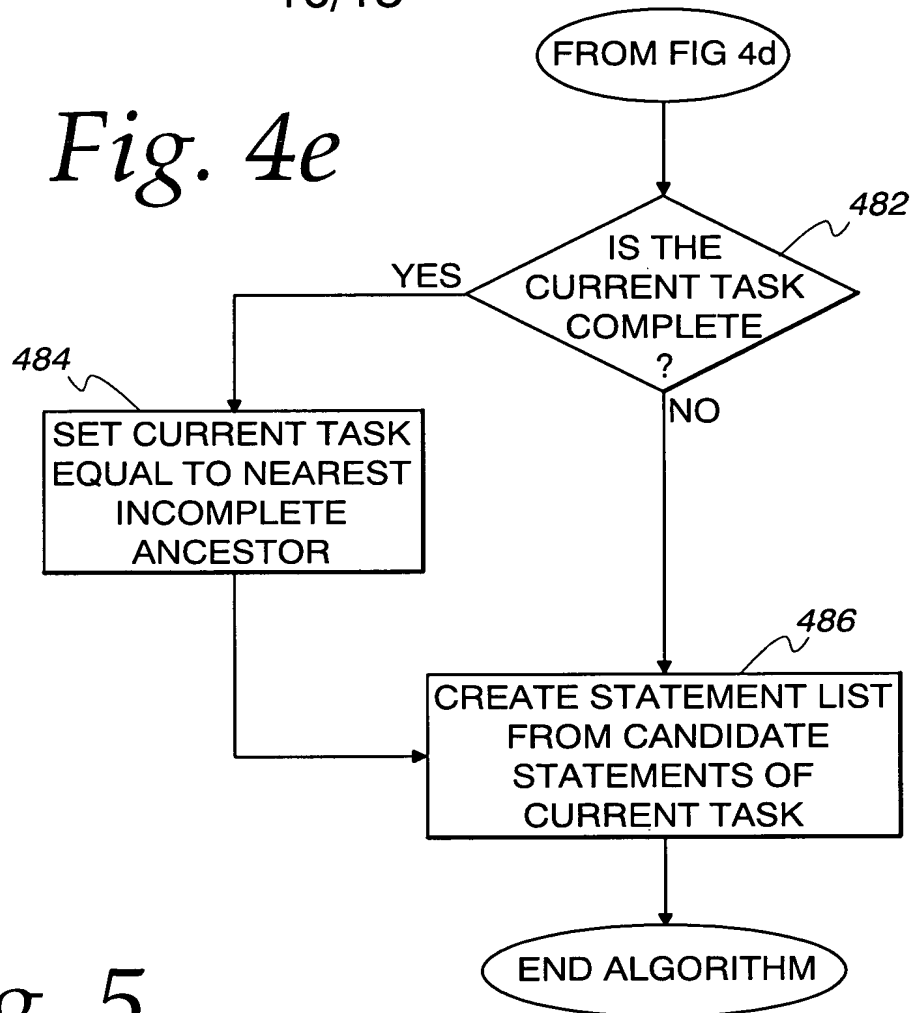 FROM FIG 4d
Fig. 4e
482
IS THE
CURRENT TASK
COMPLETE
?
YES
NO
484
SET CURRENT TASK
EQUAL TO NEAREST
INCOMPLETE
ANCESTOR
486
CREATE STATEMENT LIST
FROM CANDIDATE
STATEMENTS OF
CURRENT TASK
END ALGORITHM
5